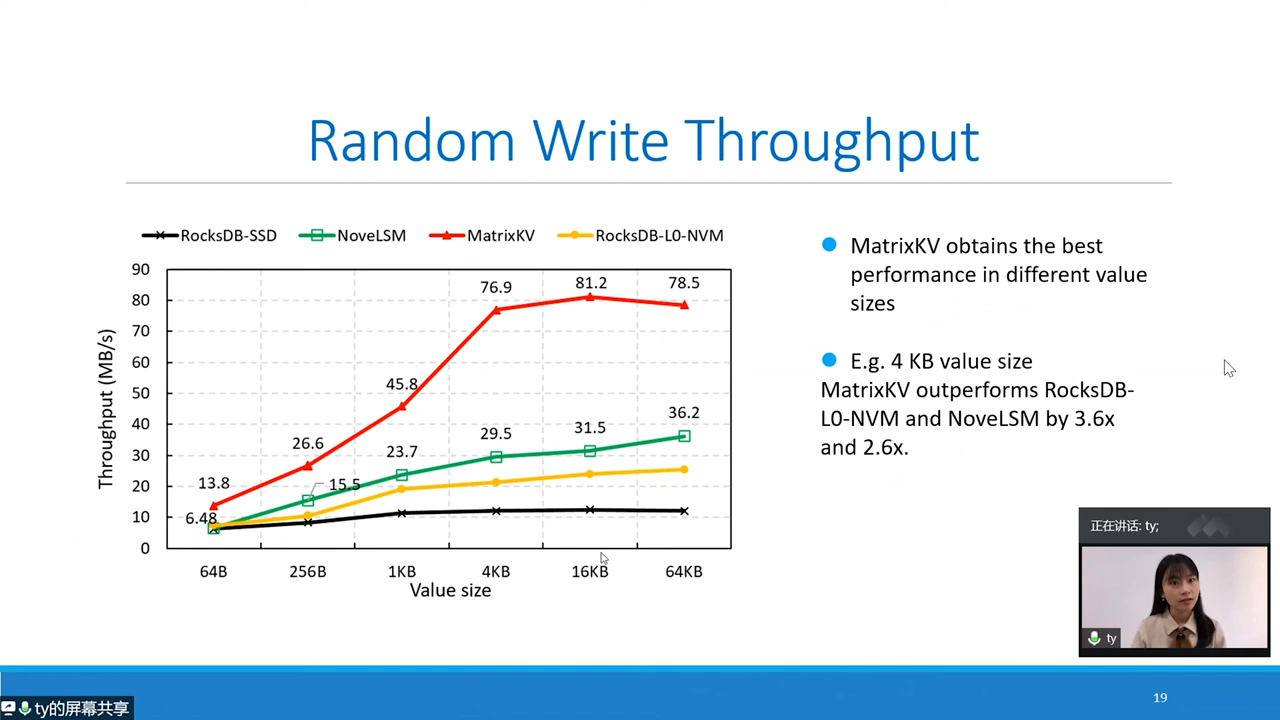 Random Write Throughput
RocksDB-SSD NoveLSM MatrixKV RocksDB-L0-NVM
Throughput (MB/s)
90
80
70
60
50
40
30
20
10
0
13.8
26.6
45.8
76.9
81.2
78.5
6.48
15.5
23.7
29.5
31.5
36.2
64B 256B 1KB 4KB 16KB 64KB
Value size
MatrixKV obtains the best
performance in different value
sizes
E.g. 4 KB value size
MatrixKV outperforms RocksDB-
L0-NVM and NoveLSM by 3.6x
and 2.6x.
正在讲话: ty;
ty
19
ty的屏幕共享